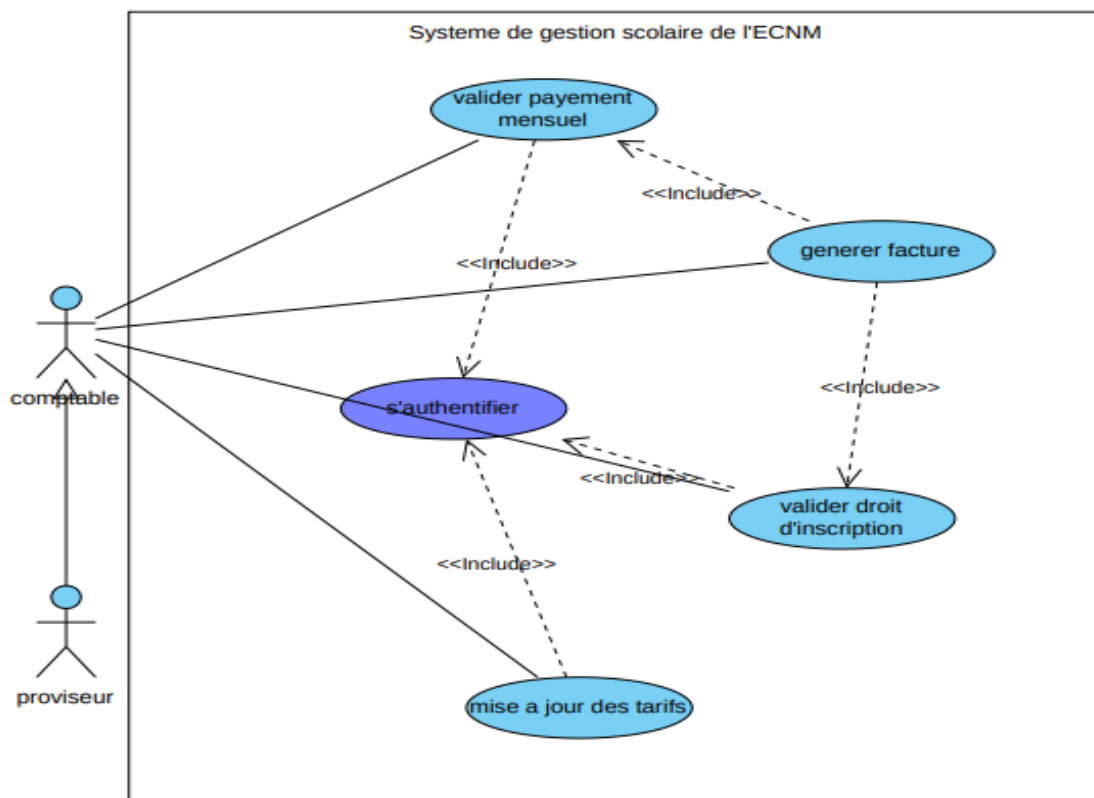 Systeme de gestion scolaire de l'ECNM
valider payement
mensuel
<<Include>>
génerer facture
<<Include>>
comptable
s'authentifier
<<Include>>
<<Include>>
valider droit
d'inscription
<<Include>>
proviseur
mise a jour des tarifs